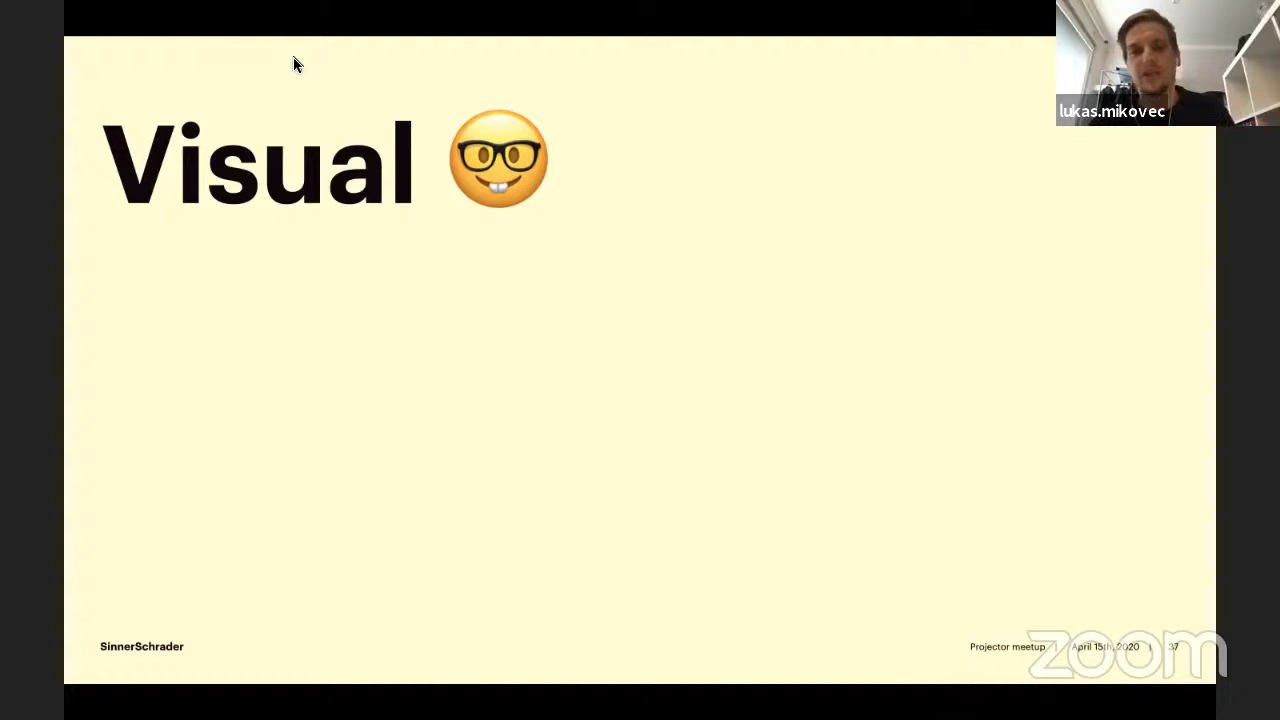 lukas.mikovec
Visual 🤓
SinnerSchrader
Projector meetup | April 15th, 2020 | 37
zoom